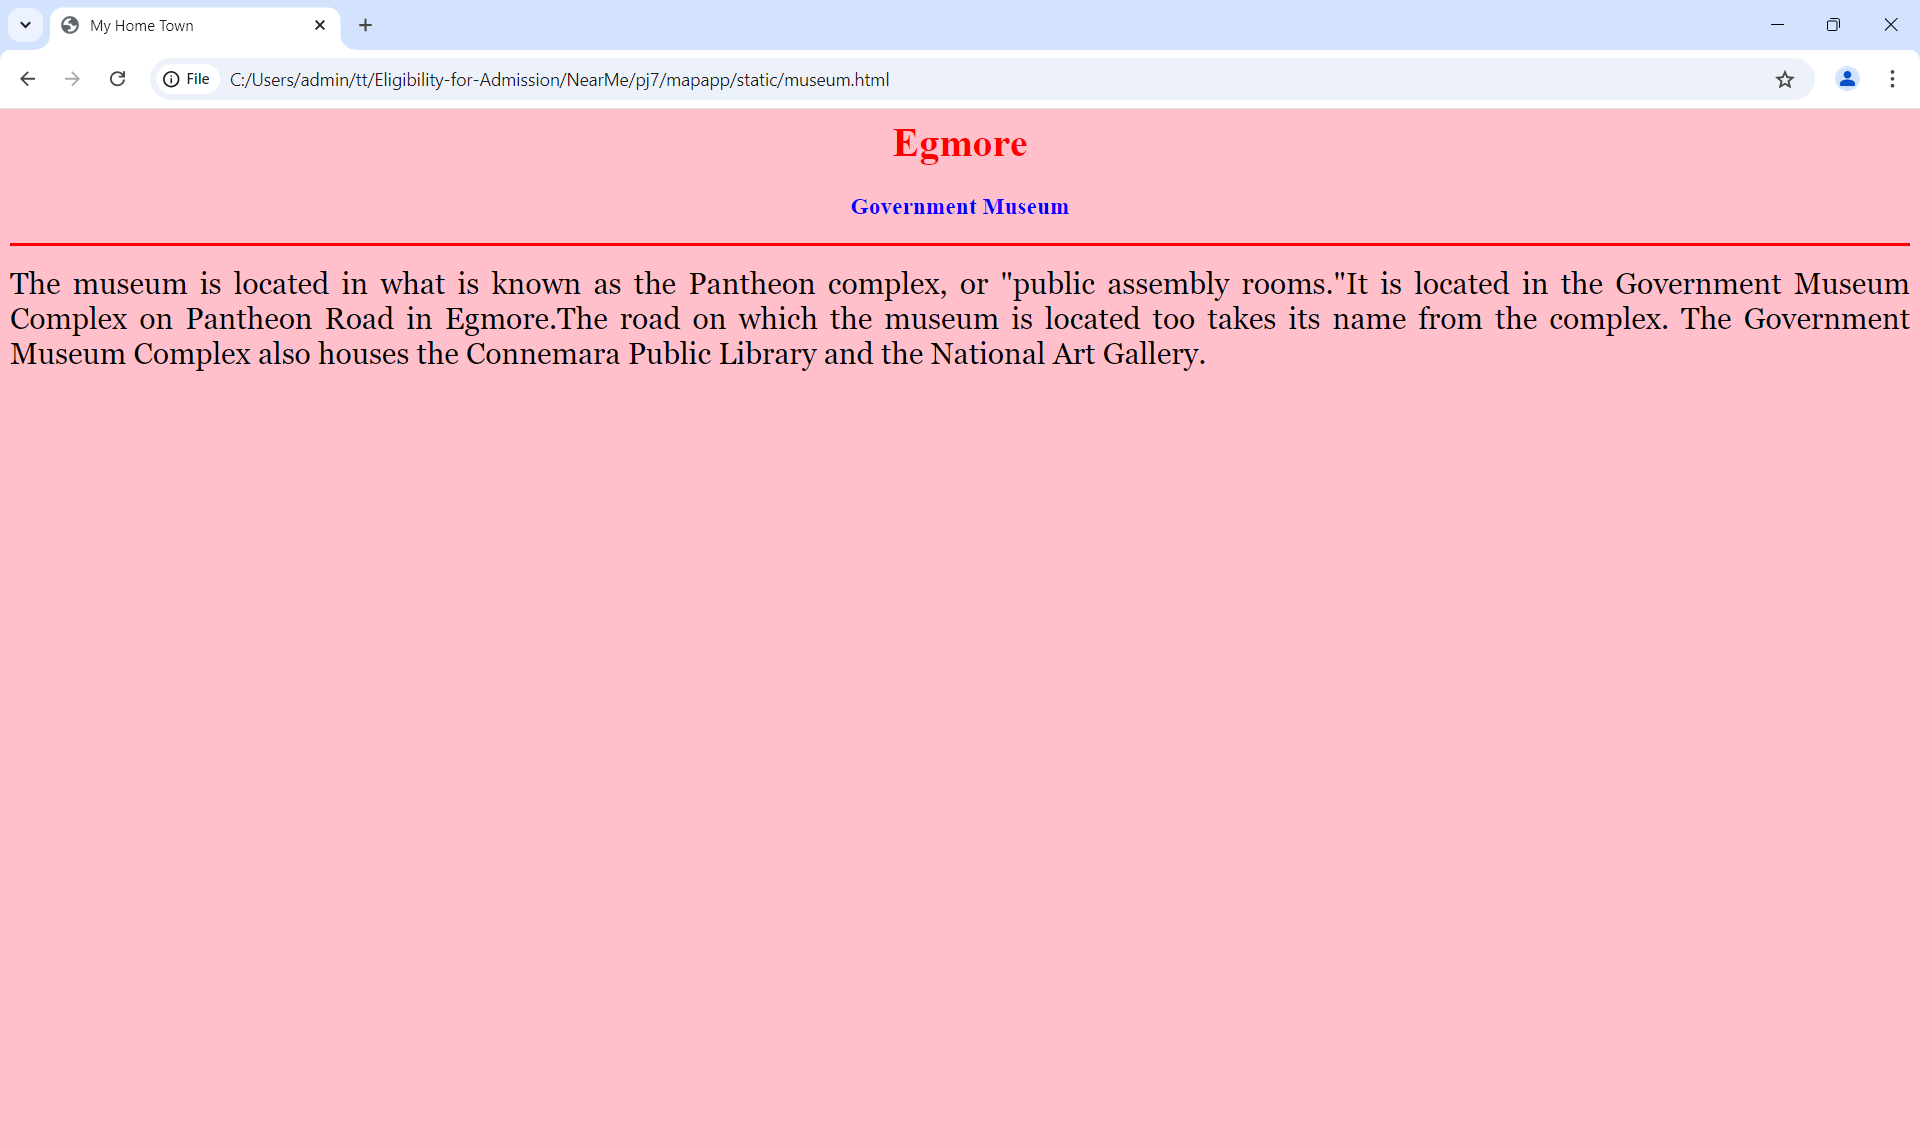 My Home Town
File C:/Users/admin/tt/Eligibility-for-Admission/NearMe/pj7/mapapp/static/museum.html
Egmore
Government Museum
The museum is located in what is known as the Pantheon complex, or "public assembly rooms."It is located in the Government Museum
Complex on Pantheon Road in Egmore.The road on which the museum is located too takes its name from the complex. The Government
Museum Complex also houses the Connemara Public Library and the National Art Gallery.